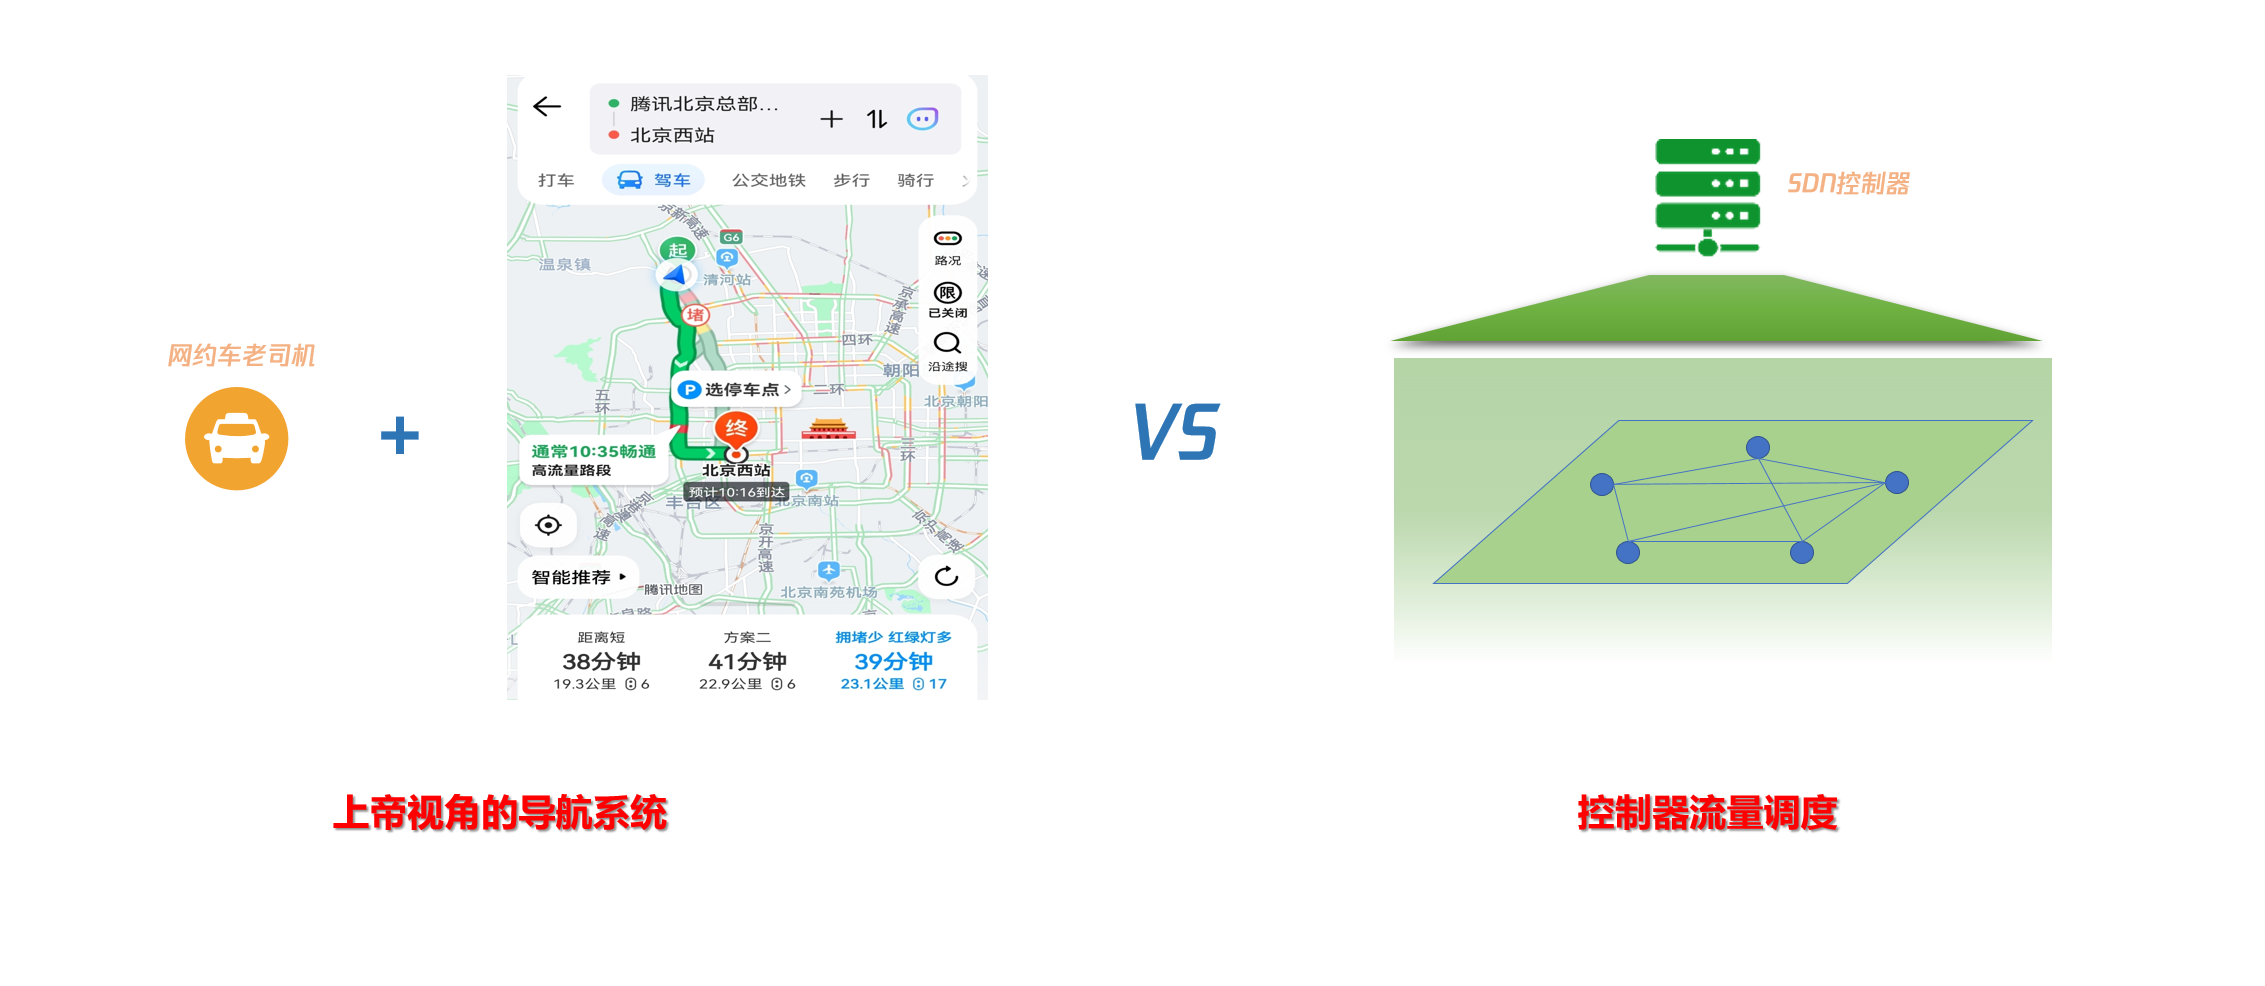 腾讯北京总部...
北京西站
打车
驾车
公交地铁
步行
骑行
京新高速
G6
起
温泉镇
清河站
路况
限
已关闭
堵
京承高速
四环
沿途搜
网约车老司机
朝阳
P 选停车点
二环
五环
北京朝阳
终
三环
通常10:35畅通
高流量路段
北京西站
预计10:16到达
丰台区
北京南站
京开高速
智能推荐
腾讯地图
北京南苑机场
距离短
38分钟
19.3公里 6
方案二
41分钟
22.9公里 6
拥堵少 红绿灯多
39分钟
23.1公里 17
VS
SDN控制器
上帝视角的导航系统
控制器流量调度